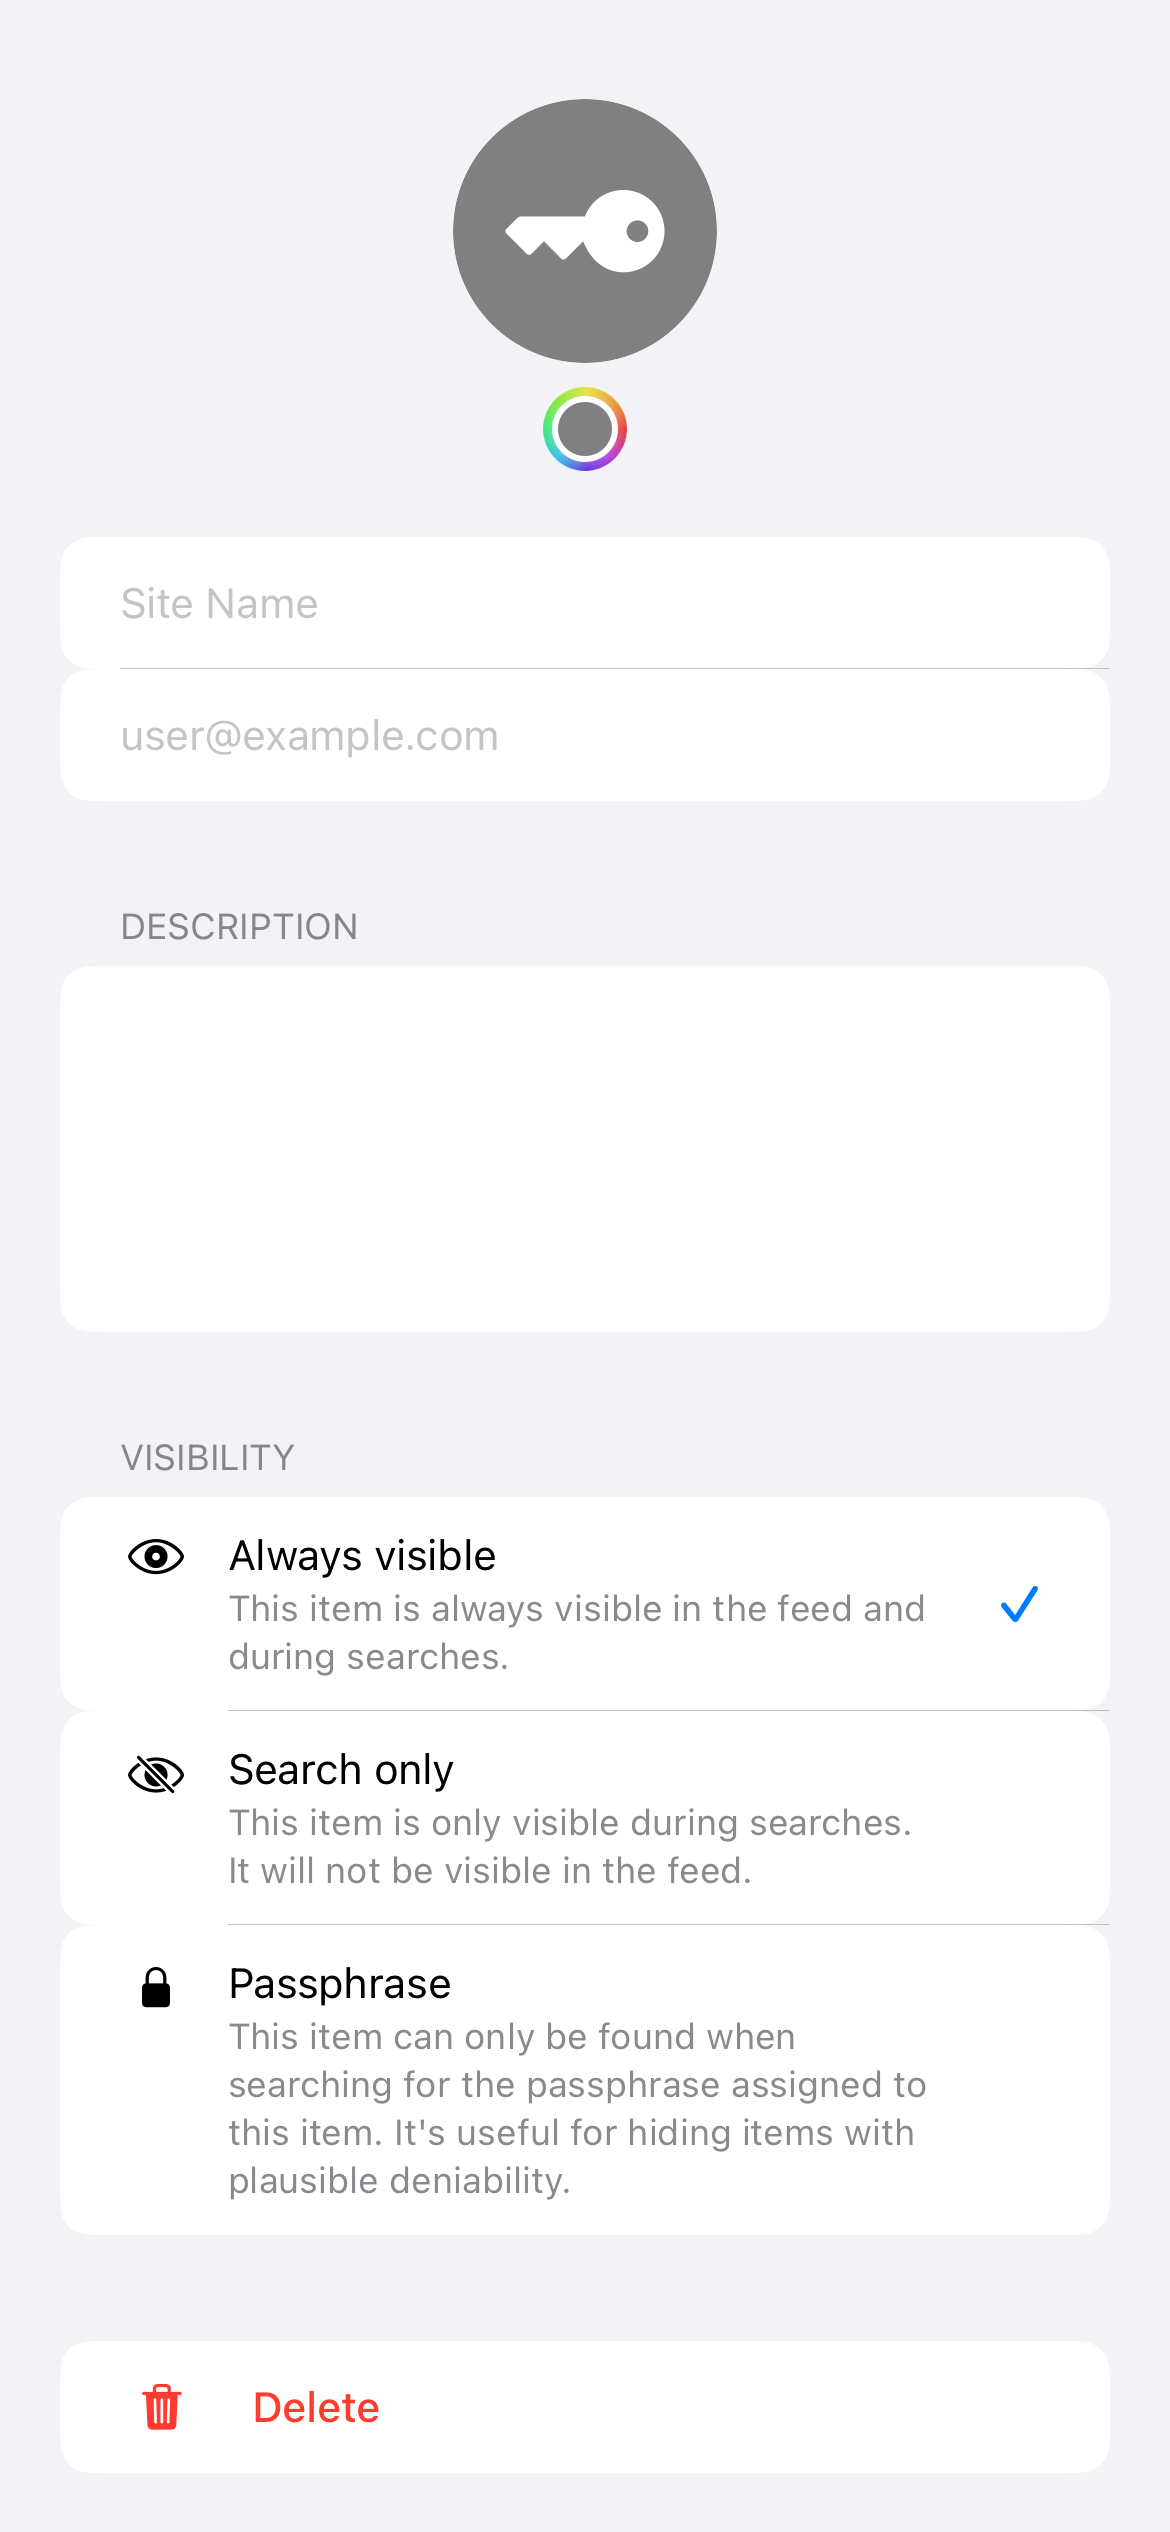 Site Name
user@example.com
DESCRIPTION
VISIBILITY
Always visible
This item is always visible in the feed and
during searches.
Search only
This item is only visible during searches.
It will not be visible in the feed.
Passphrase
This item can only be found when
searching for the passphrase assigned to
this item. It's useful for hiding items with
plausible deniability.
Delete